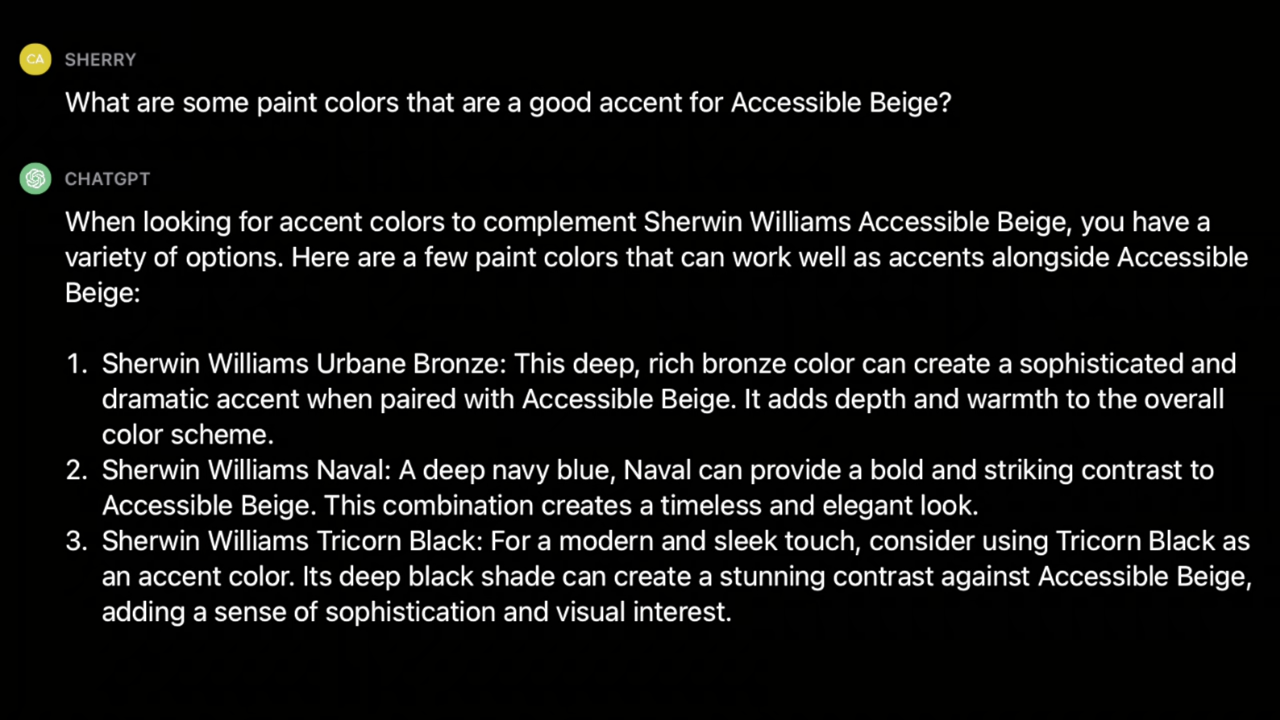 CA SHERRY
What are some paint colors that are a good accent for Accessible Beige?
CHATGPT
When looking for accent colors to complement Sherwin Williams Accessible Beige, you have a
variety of options. Here are a few paint colors that can work well as accents alongside Accessible
Beige:
1. Sherwin Williams Urbane Bronze: This deep, rich bronze color can create a sophisticated and
dramatic accent when paired with Accessible Beige. It adds depth and warmth to the overall
color scheme.
2. Sherwin Williams Naval: A deep navy blue, Naval can provide a bold and striking contrast to
Accessible Beige. This combination creates a timeless and elegant look.
3. Sherwin Williams Tricorn Black: For a modern and sleek touch, consider using Tricorn Black as
an accent color. Its deep black shade can create a stunning contrast against Accessible Beige,
adding a sense of sophistication and visual interest.